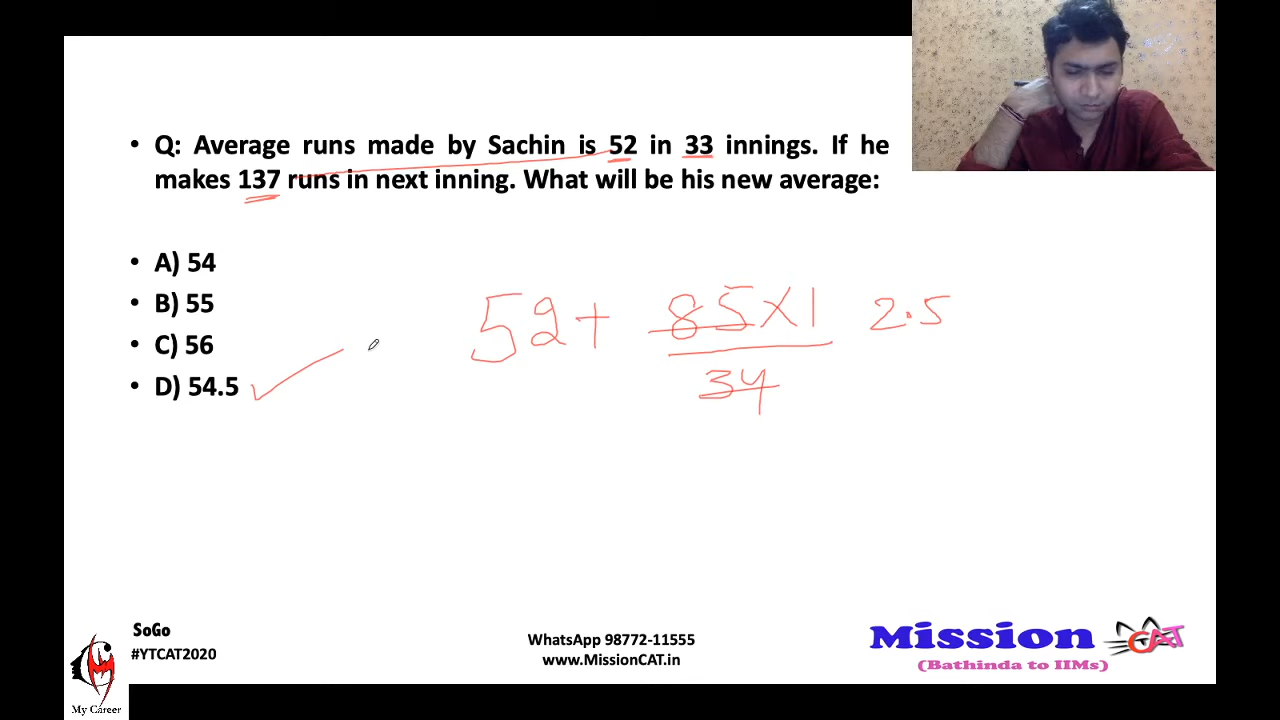 • Q: Average runs made by Sachin is 52 in 33 innings. If he
makes 137 runs in next inning. What will be his new average:
• A) 54
• B) 55
• C) 56
• D) 54.5
52 + 85 X 1 2.5
34
SoGo
#YTCAT2020
My Career
WhatsApp 98772-11555
www.MissionCAT.in
Mission CAT
(Bathinda to IIMs)